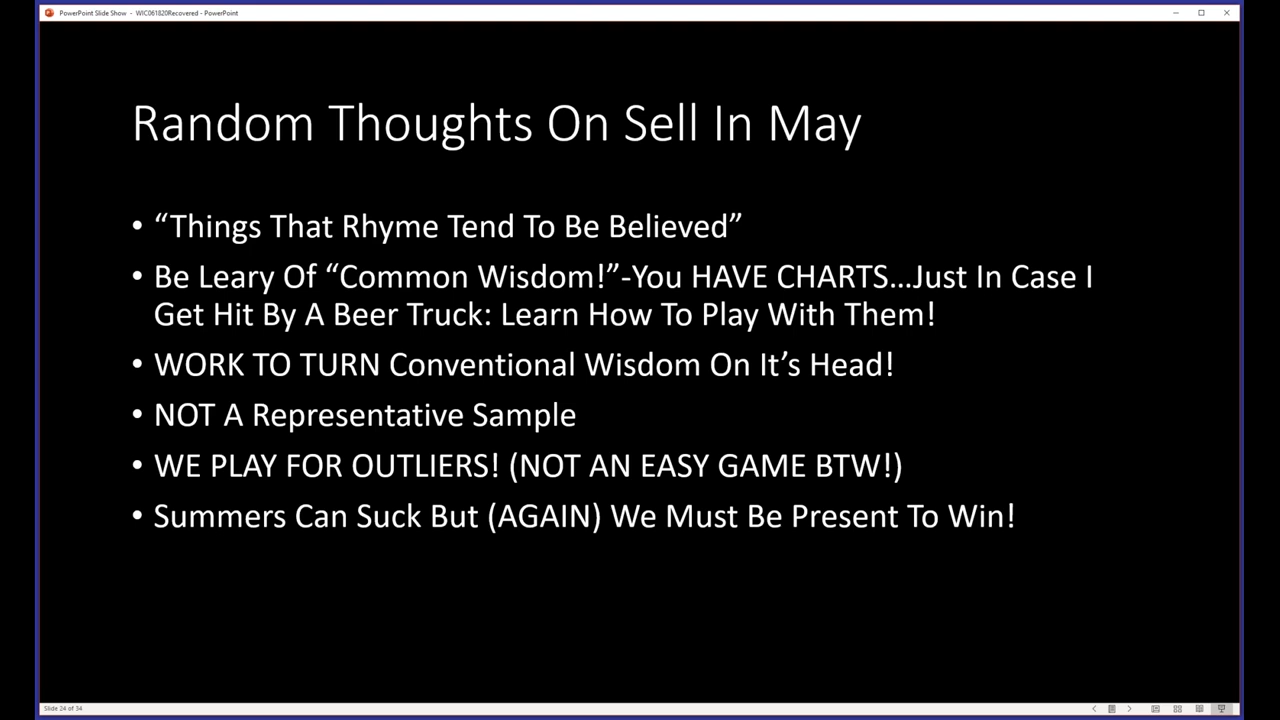 PowerPoint Slide Show - WIC061820Recovered - PowerPoint
Random Thoughts On Sell In May
• “Things That Rhyme Tend To Be Believed”
• Be Leary Of “Common Wisdom!”-You HAVE CHARTS…Just In Case I
Get Hit By A Beer Truck: Learn How To Play With Them!
• WORK TO TURN Conventional Wisdom On It’s Head!
• NOT A Representative Sample
• WE PLAY FOR OUTLIERS! (NOT AN EASY GAME BTW!)
• Summers Can Suck But (AGAIN) We Must Be Present To Win!
Slide 24 of 34